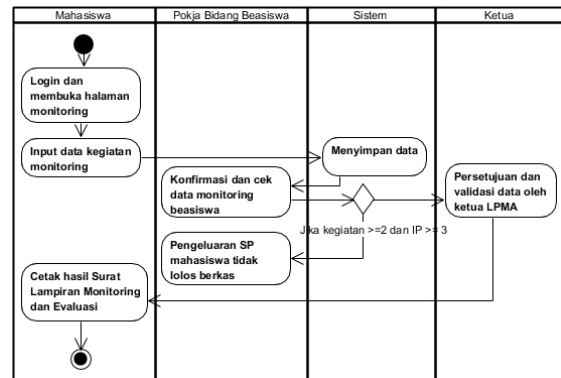 Mahasiswa
Pokja Bidang Beasiswa
Sistem
Ketua
Login dan
membuka halaman
monitoring
Input data kegiatan
monitoring
Menyimpan data
Konfirmasi dan cek
data monitoring
beasiswa
Persetujuan dan
validasi data oleh
ketua LPMA
Jika kegiatan >=2 dan IP >= 3
Pengeluaran SP
mahasiswa tidak
lolos berkas
Cetak hasil Surat
Lampiran Monitoring
dan Evaluasi